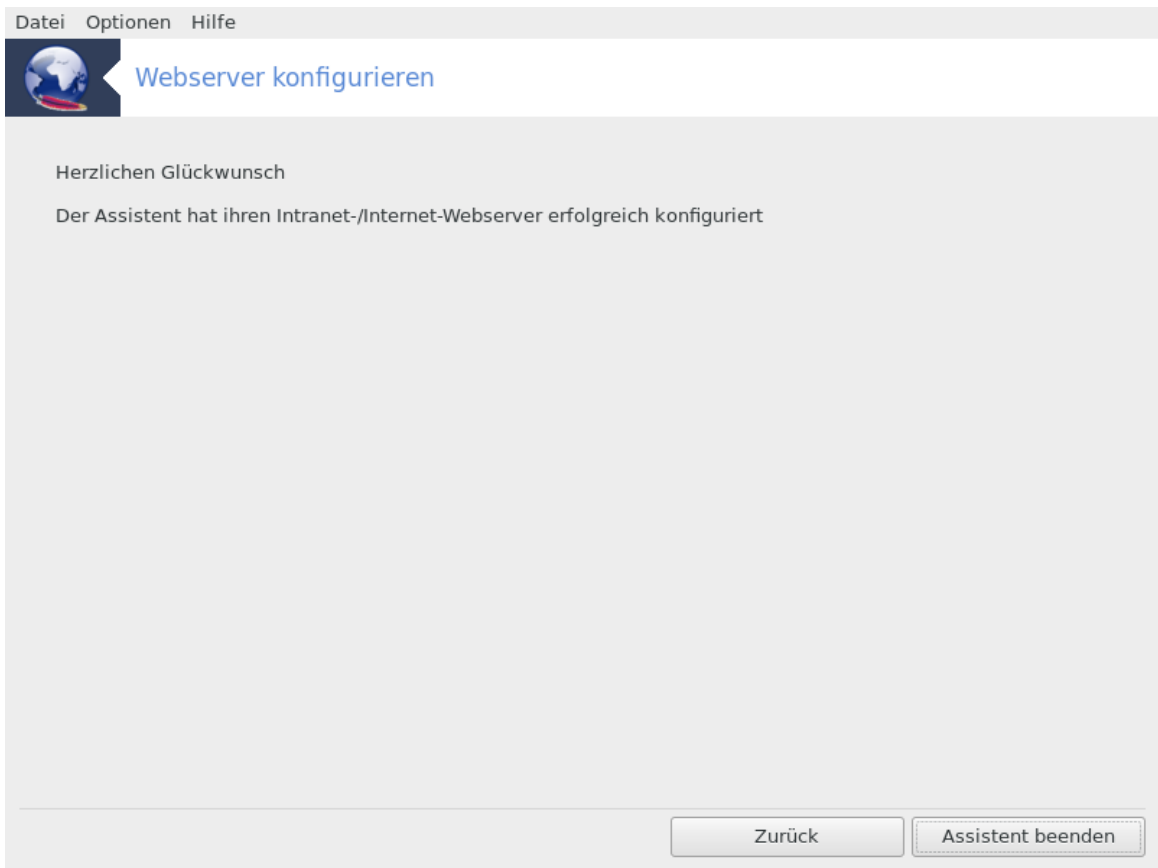 Datei Optionen Hilfe
Webserver konfigurieren
Herzlichen Glückwunsch
Der Assistent hat ihren Intranet-/Internet-Webserver erfolgreich konfiguriert
Zurück Assistent beenden